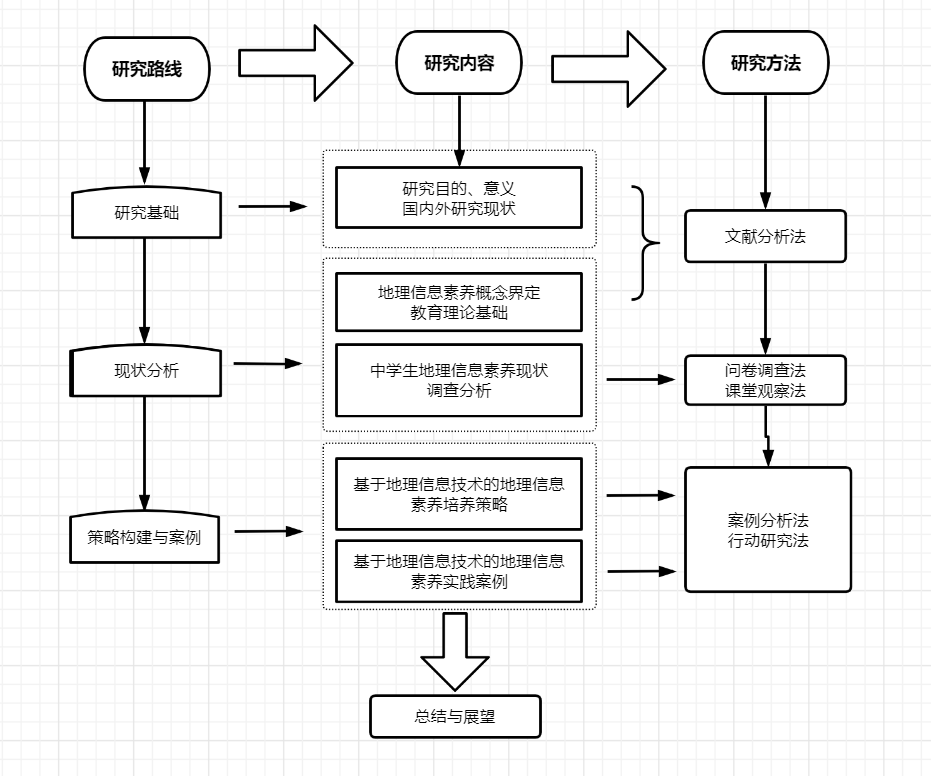 研究路线
研究内容
研究方法
研究基础
研究目的、意义
国内外研究现状
文献分析法
地理信息素养概念界定
教育理论基础
现状分析
中学生地理信息素养现状
调查分析
问卷调查法
课堂观察法
策略构建与案例
基于地理信息技术的地理信息
素养培养策略
基于地理信息技术的地理信息
素养实践案例
案例分析法
行动研究法
总结与展望